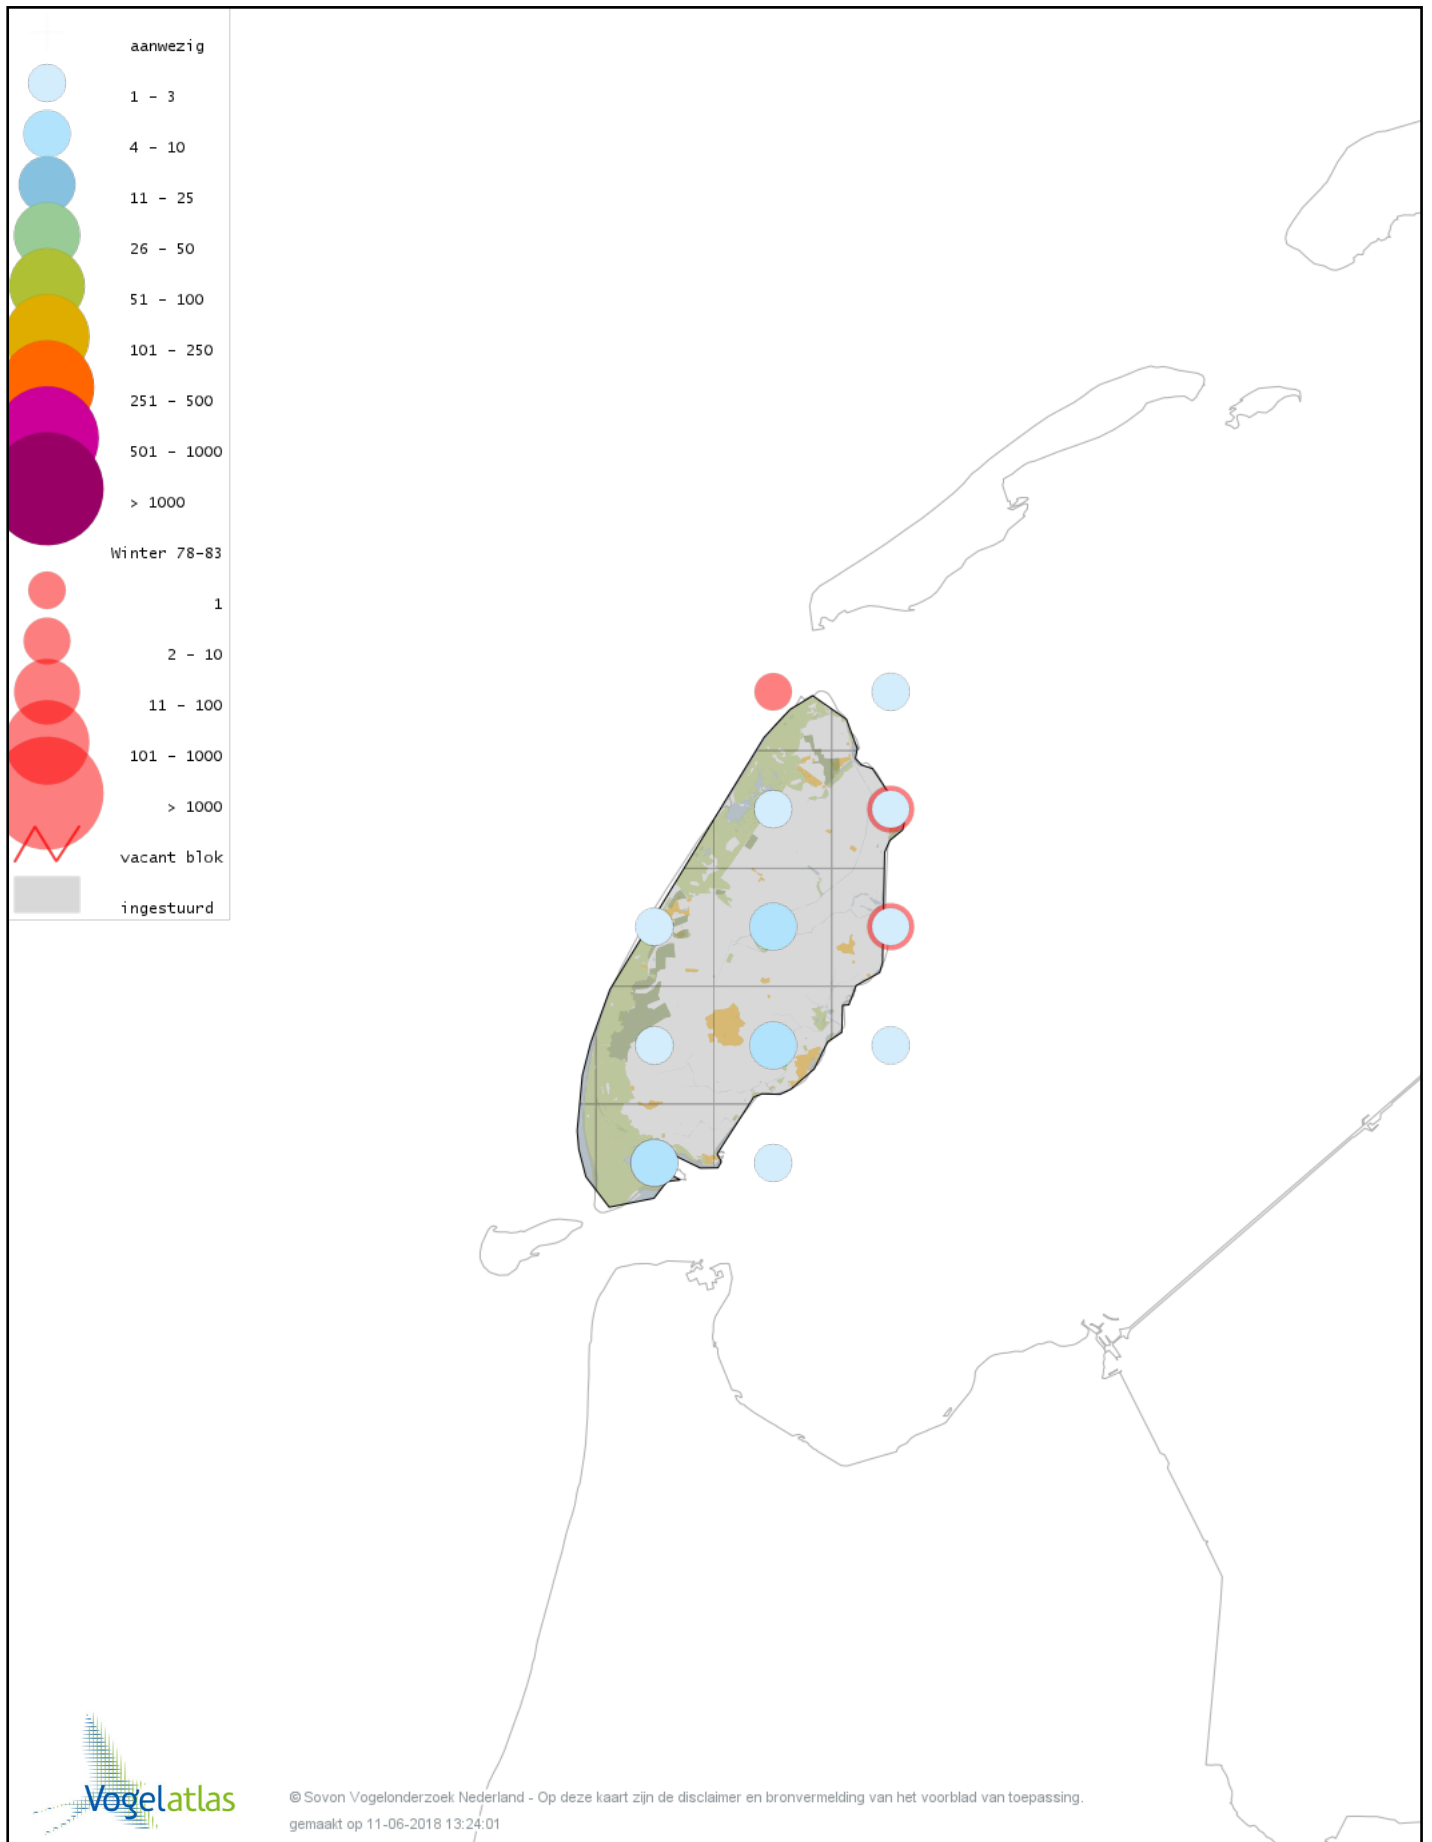 aanwezig
1 - 3
4 - 10
11 - 25
26 - 50
51 - 100
101 - 250
251 - 500
501 - 1000
> 1000
Winter 78-83
1
2 - 10
11 - 100
101 - 1000
> 1000
vacant blok
ingestuurd
Vogelatlas
© Sovon Vogelonderzoek Nederland - Op deze kaart zijn de disclaimer en bronvermelding van het voorblad van toepassing.
gemaakt op 11-06-2018 13:24:01